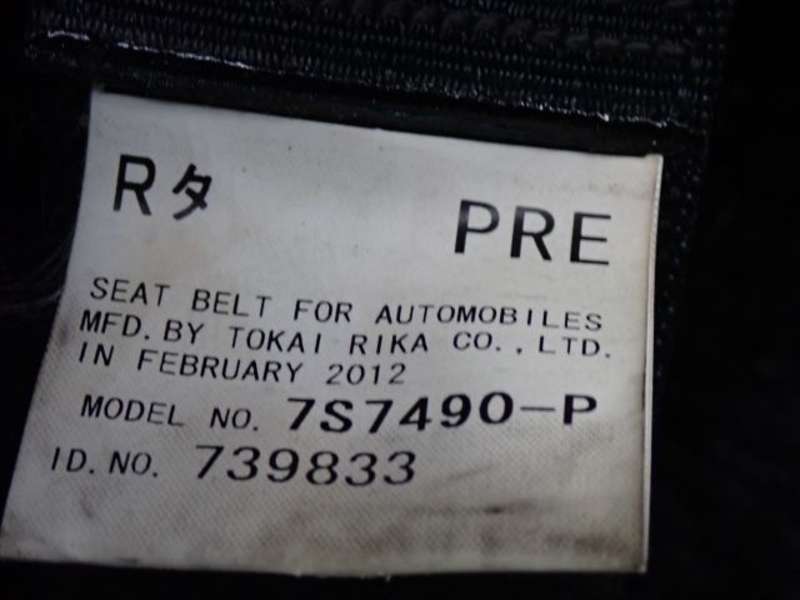 Rタ PRE
SEAT BELT FOR AUTOMOBILES
MFD. BY TOKAI RIKA CO., LTD.
IN FEBRUARY 2012
MODEL NO. 7S7490-P
ID. NO. 739833